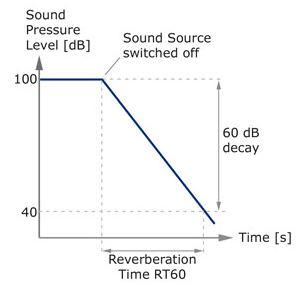 Sound
Pressure
Level [dB]
Sound Source
switched off
100
60 dB
decay
40
Time [s]
Reverberation
Time RT60